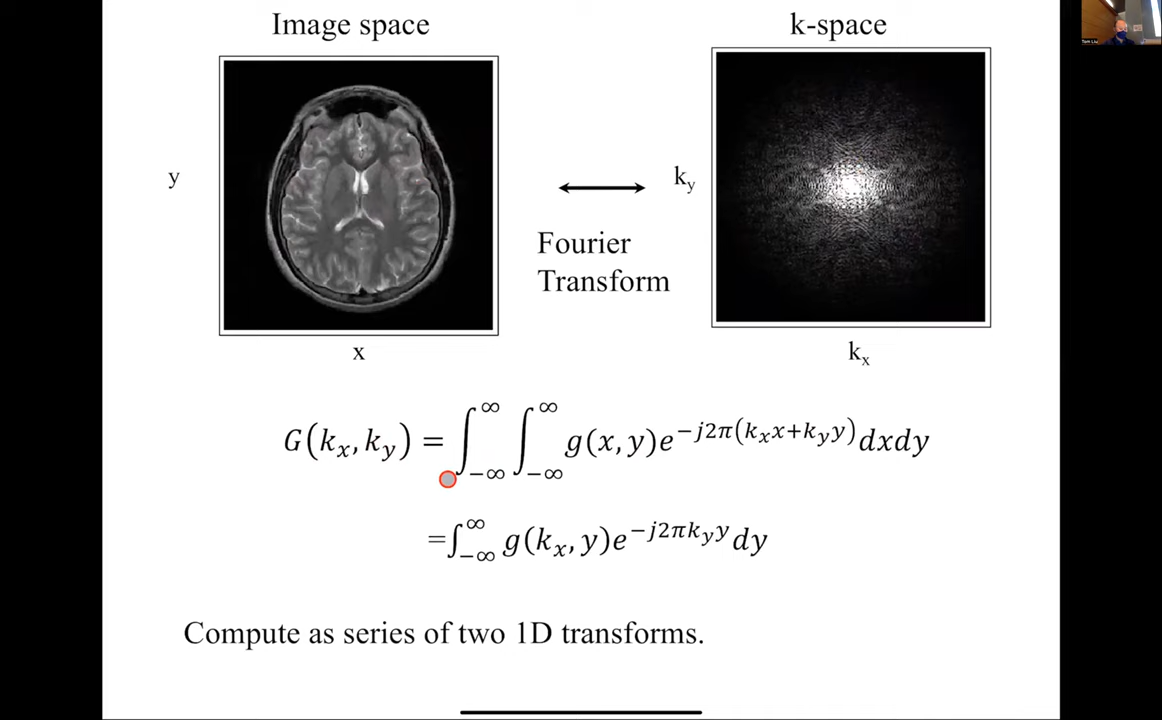 Image space
k-space
y
k_y
Fourier
Transform
x
k_x
G(k_x, k_y) = ∫_{-∞}^{∞} ∫_{-∞}^{∞} g(x, y)e^{-j2π(k_x x+k_y y)}dxdy
=∫_{-∞}^{∞} g(k_x, y)e^{-j2πk_y y}dy
Compute as series of two 1D transforms.